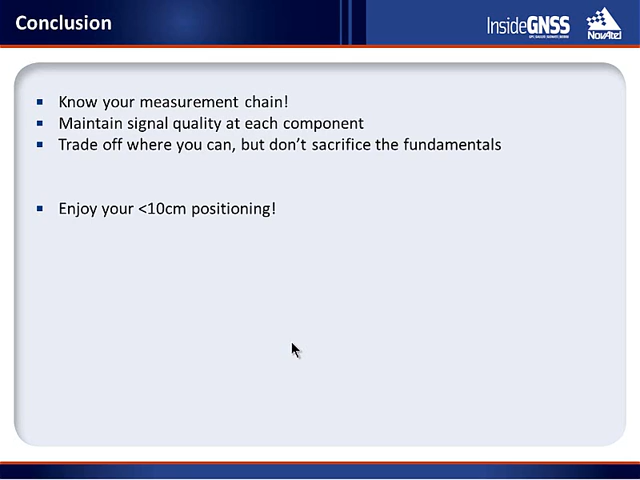 Conclusion
InsideGNSS
NovAtel
Know your measurement chain!
Maintain signal quality at each component
Trade off where you can, but don't sacrifice the fundamentals
Enjoy your <10cm positioning!